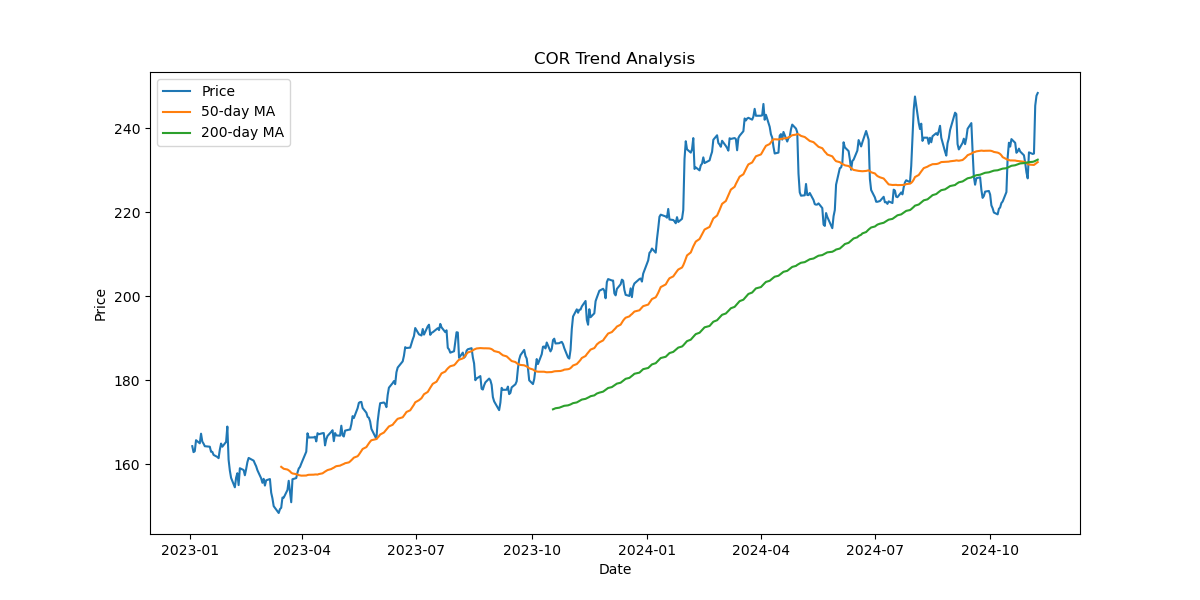 COR Trend Analysis
Price
50-day MA
200-day MA
Price
240
220
200
180
160
2023-01
2023-04
2023-07
2023-10
2024-01
2024-04
2024-07
2024-10
Date